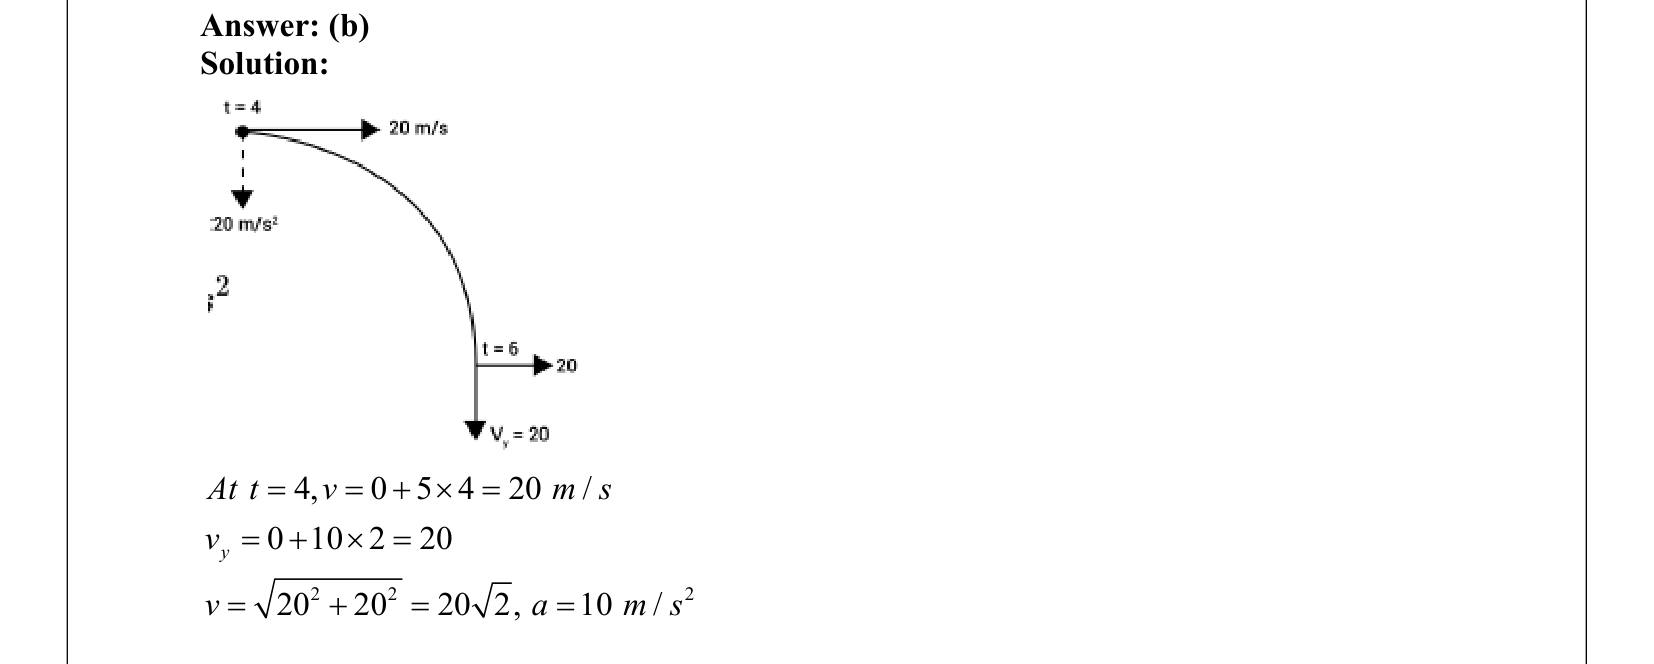 Answer: (b)
Solution:
t = 4
20 m/s
20 m/s²
2
t = 6
20
V_y = 20
At t = 4, v = 0 + 5 × 4 = 20 m / s
v_y = 0 + 10 × 2 = 20
v = √(20² + 20²) = 20√2, a = 10 m / s²